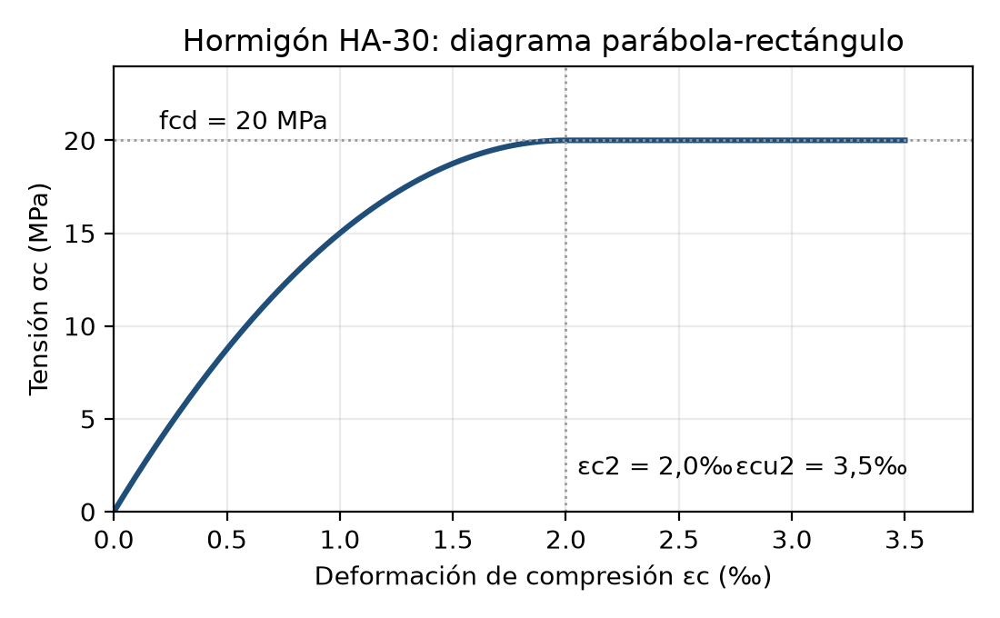 Hormigón HA-30: diagrama parábola-rectángulo
fcd = 20 MPa
Tensión σc (MPa)
20
15
10
5
0
εc2 = 2,0‰ εcu2 = 3,5‰
0.0 0.5 1.0 1.5 2.0 2.5 3.0 3.5
Deformación de compresión εc (‰)